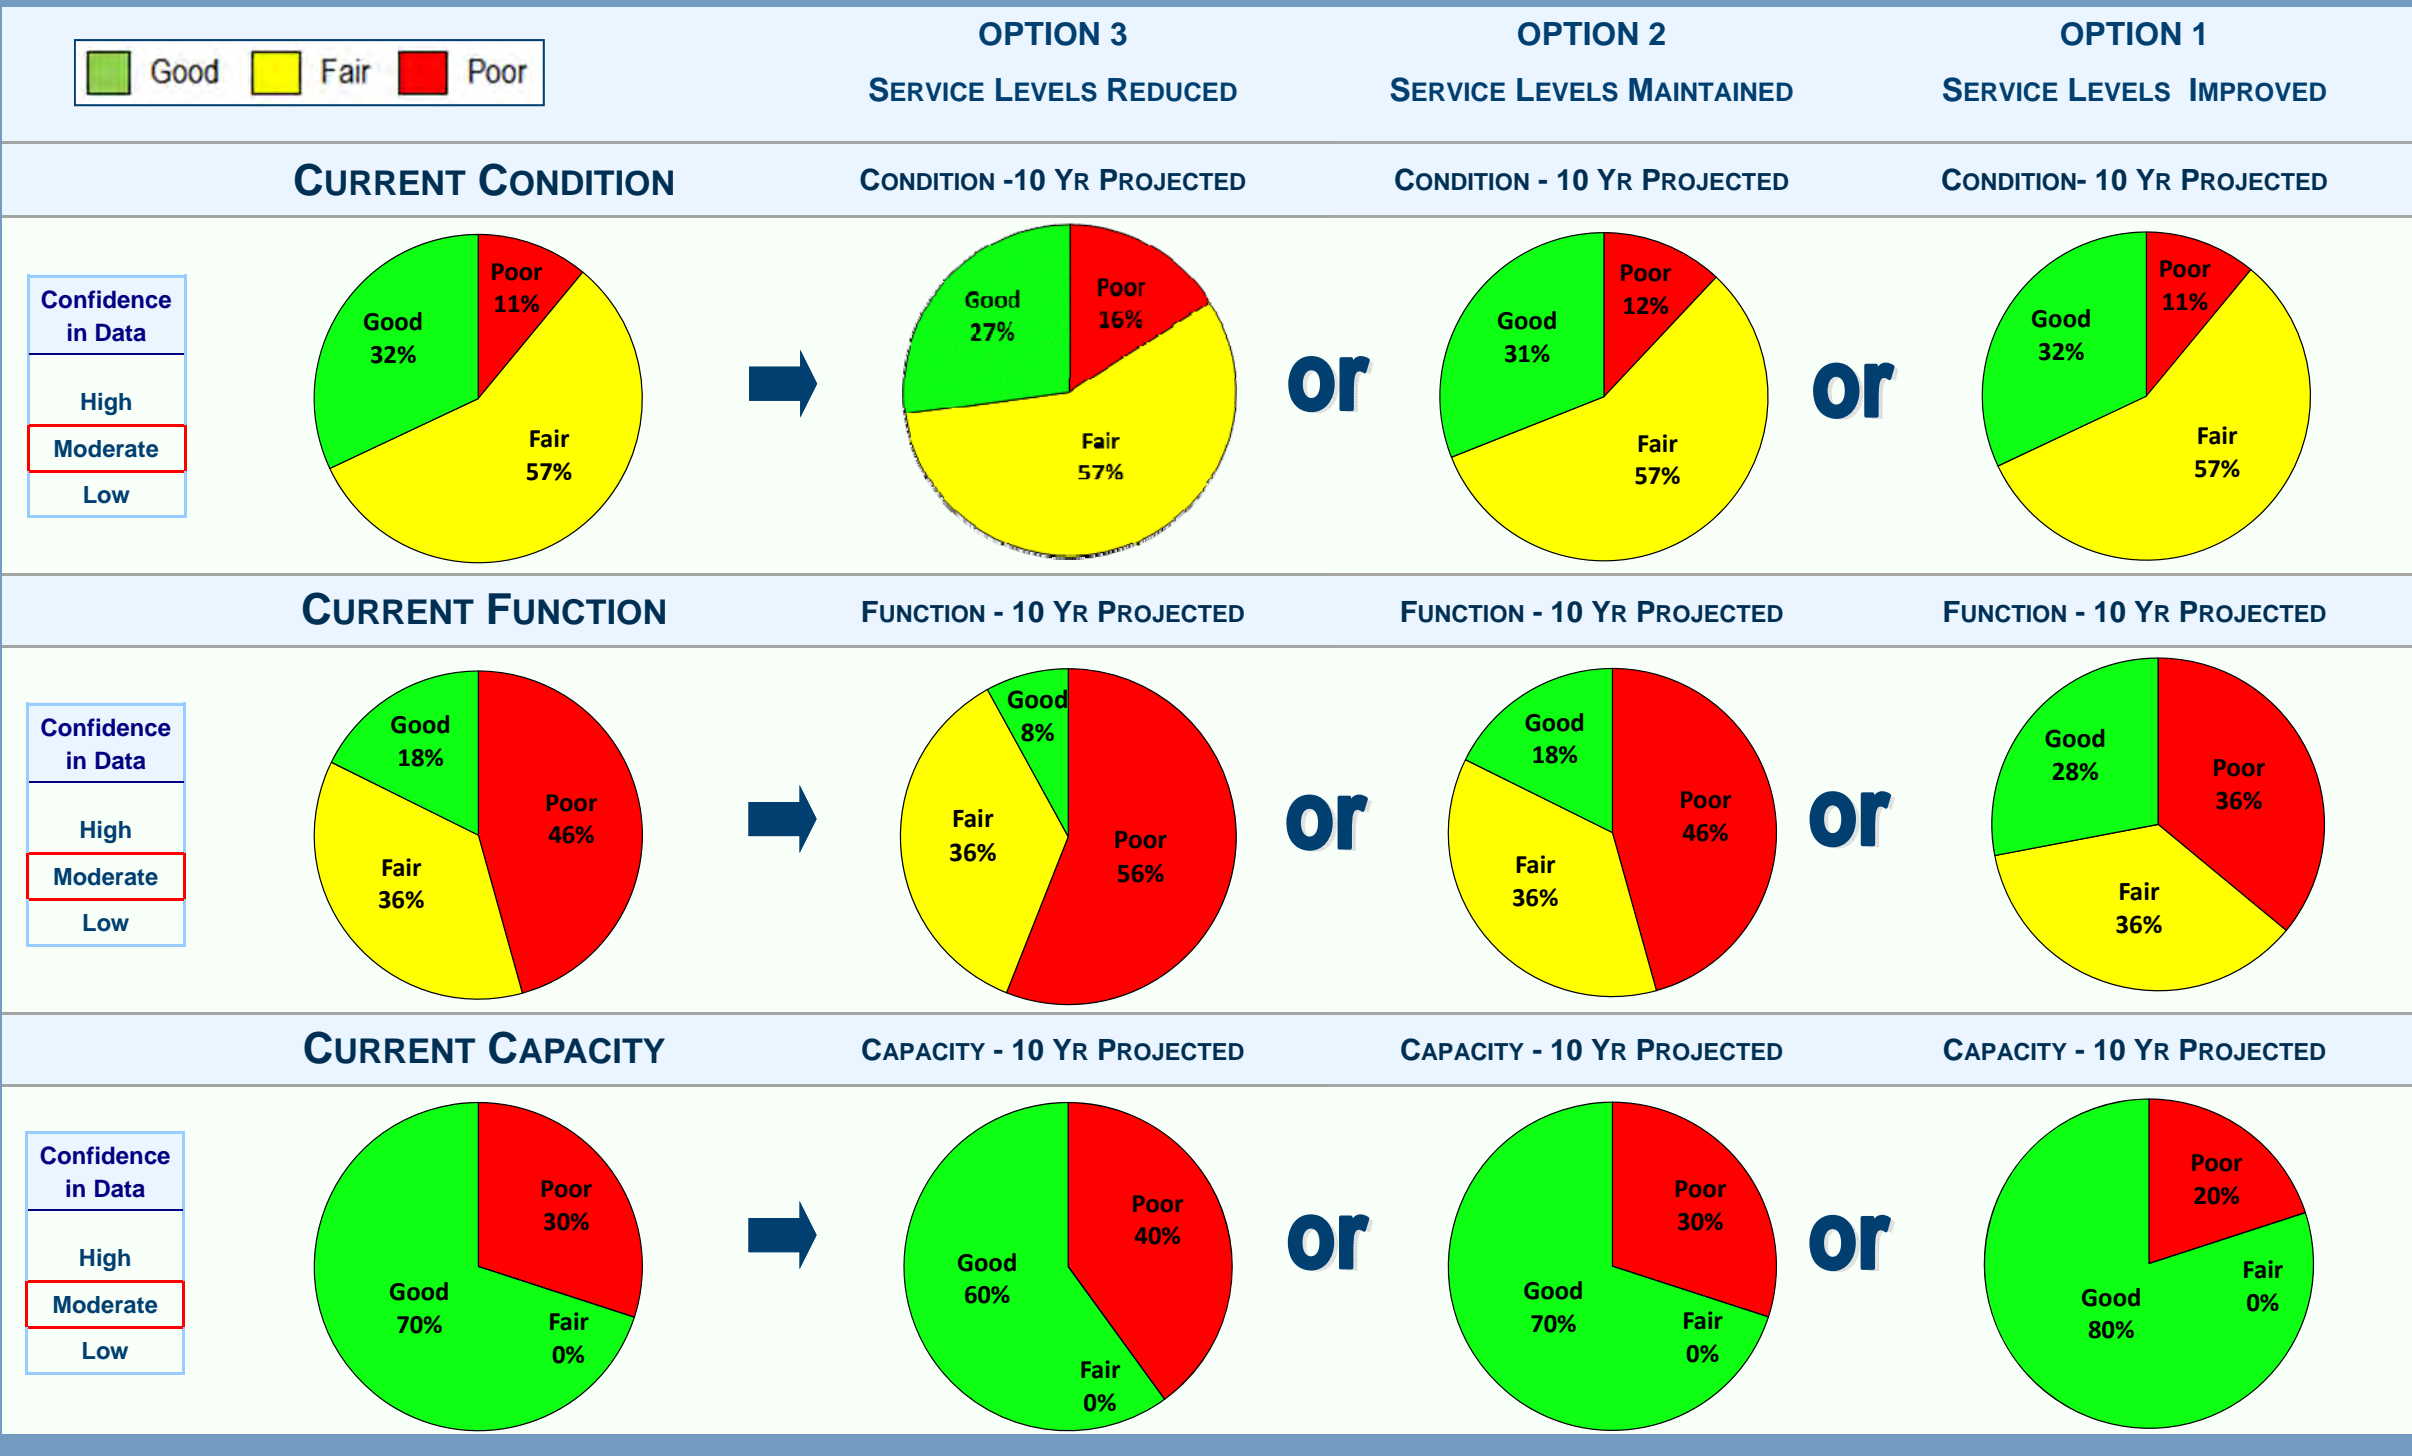 Good Fair Poor
OPTION 3
SERVICE LEVELS REDUCED
OPTION 2
SERVICE LEVELS MAINTAINED
OPTION 1
SERVICE LEVELS  IMPROVED
CURRENT CONDITION
CONDITION -10 YR PROJECTED
CONDITION - 10 YR PROJECTED
CONDITION- 10 YR PROJECTED
Confidence
in Data
High
Moderate
Low
Good
32%
Poor
11%
Fair
57%
Good
27%
Poor
16%
Fair
57%
or
Good
31%
Poor
12%
Fair
57%
or
Good
32%
Poor
11%
Fair
57%
CURRENT FUNCTION
FUNCTION - 10 YR PROJECTED
FUNCTION - 10 YR PROJECTED
FUNCTION - 10 YR PROJECTED
Confidence
in Data
High
Moderate
Low
Good
18%
Poor
46%
Fair
36%
Good
8%
Fair
36%
Poor
56%
or
Good
18%
Poor
46%
Fair
36%
or
Good
28%
Poor
36%
Fair
36%
CURRENT CAPACITY
CAPACITY - 10 YR PROJECTED
CAPACITY - 10 YR PROJECTED
CAPACITY - 10 YR PROJECTED
Confidence
in Data
High
Moderate
Low
Poor
30%
Good
70%
Fair
0%
Poor
40%
Good
60%
Fair
0%
or
Poor
30%
Good
70%
Fair
0%
or
Poor
20%
Fair
0%
Good
80%